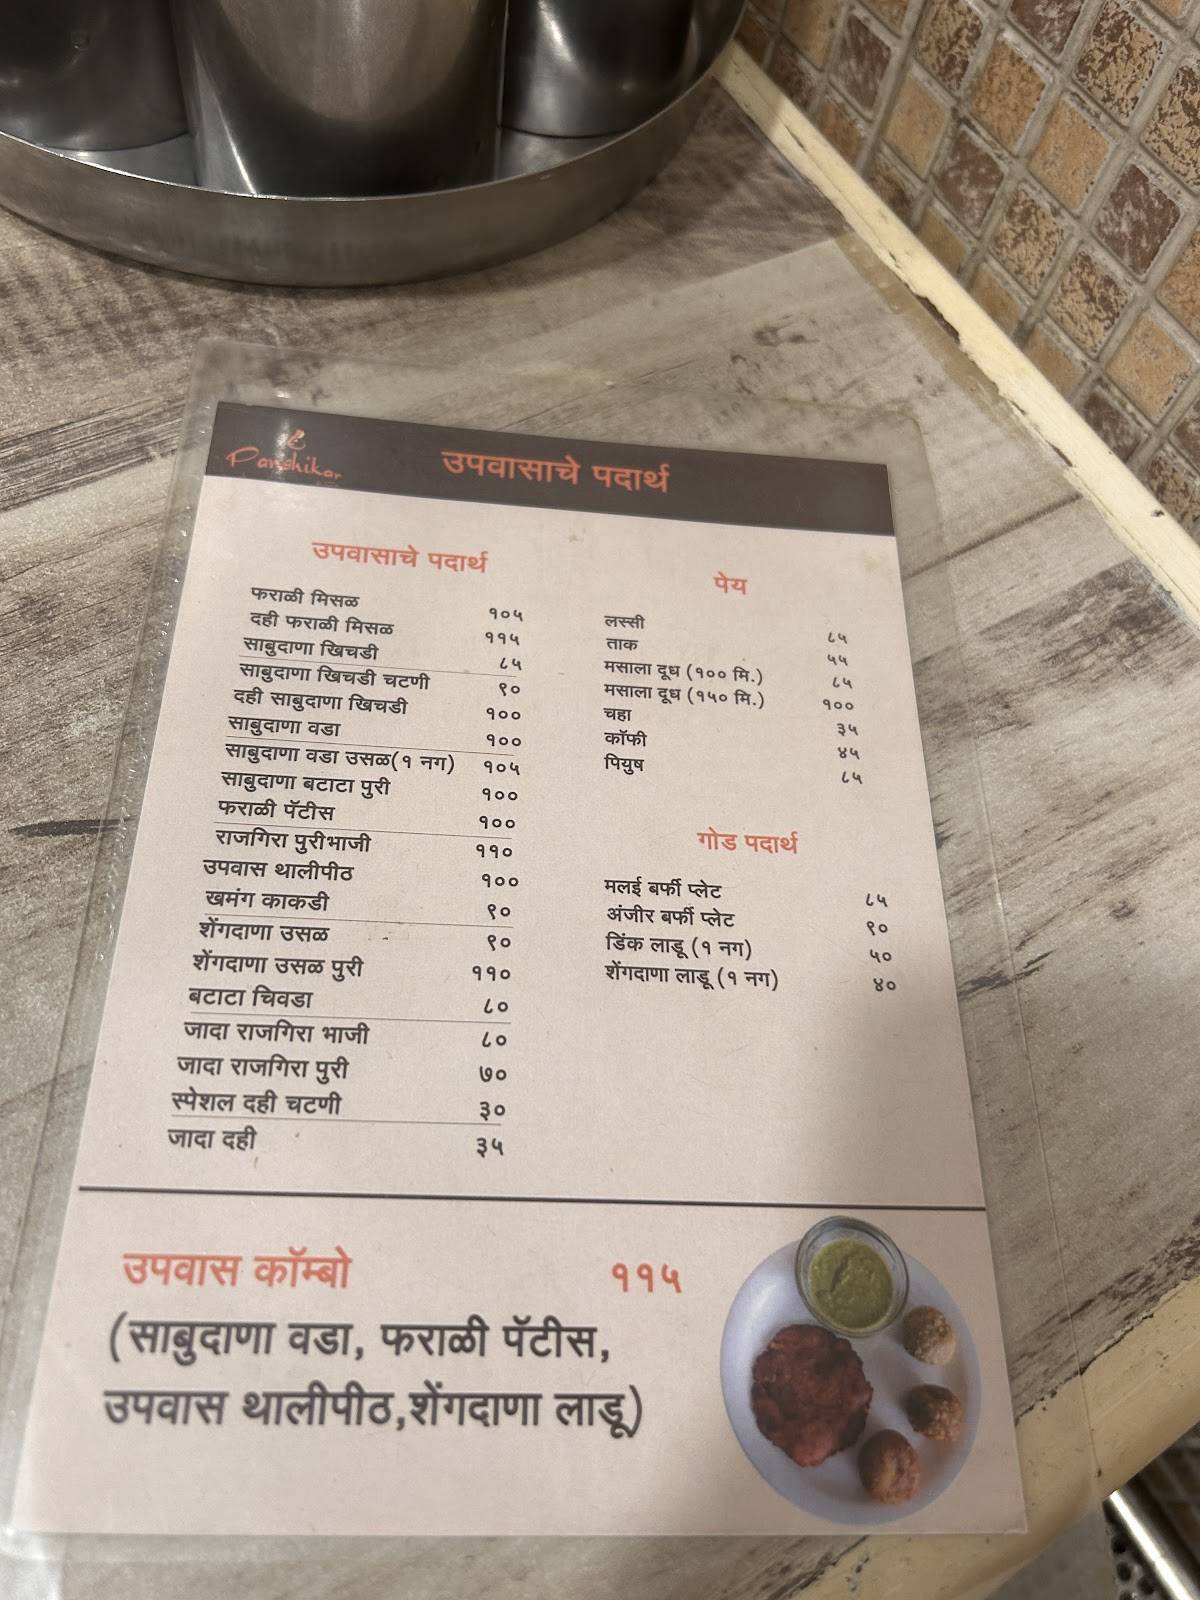 Panshikar
उपवासाचे पदार्थ
उपवासाचे पदार्थ
फराळी मिसळ १०५
दही फराळी मिसळ ११५
साबुदाणा खिचडी ८५
साबुदाणा खिचडी चटणी ९०
दही साबुदाणा खिचडी १००
साबुदाणा वडा १००
साबुदाणा वडा उसळ(१ नग) १०५
साबुदाणा बटाटा पुरी १००
फराळी पॅटीस १००
राजगिरा पुरीभाजी ११०
उपवास थालीपीठ १००
खमंग काकडी ९०
शेंगदाणा उसळ ९०
शेंगदाणा उसळ पुरी ११०
बटाटा चिवडा ८०
जादा राजगिरा भाजी ८०
जादा राजगिरा पुरी ७०
स्पेशल दही चटणी ३०
जादा दही ३५
पेय
लस्सी ८५
ताक ५५
मसाला दूध (१०० मि.) ८५
मसाला दूध (१५० मि.) १००
चहा ३५
कॉफी ४५
पियुष ८५
गोड पदार्थ
मलई बर्फी प्लेट ८५
अंजीर बर्फी प्लेट ९०
डिंक लाडू (१ नग) ५०
शेंगदाणा लाडू (१ नग) ४०
उपवास कॉम्बो ११५
(साबुदाणा वडा, फराळी पॅटीस,
उपवास थालीपीठ,शेंगदाणा लाडू)